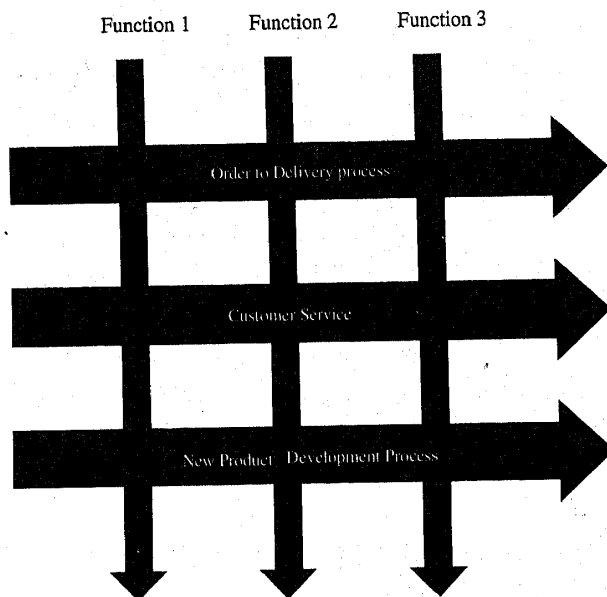 Function 1
Function 2
Function 3
Order to Delivery process
Customer Service
New Product Development Process